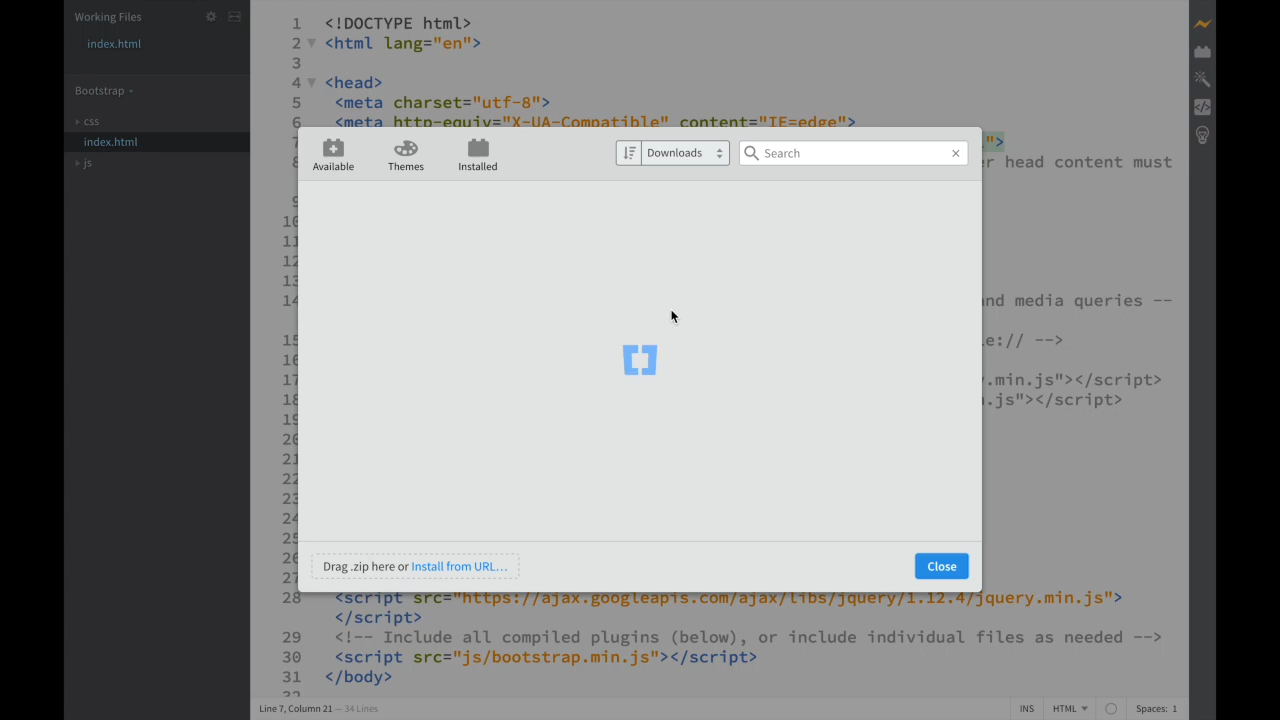 Working Files
index.html
Bootstrap
css
index.html
js
1 <!DOCTYPE html>
2 <html lang="en">
3
4 <head>
5 <meta charset="utf-8">
6 <meta http-equiv="X-UA-Compatible" content="IE=edge">
7 ">
8 r head content must
9
10
11
12
13
14 and media queries --
15 le:// -->
16
17 .min.js"></script>
18 .js"></script>
19
20
21
22
23
24
25
26
27
28 <script src="https://ajax.googleapis.com/ajax/libs/jquery/1.12.4/jquery.min.js">
</script>
29 <!-- Include all compiled plugins (below), or include individual files as needed -->
30 <script src="js/bootstrap.min.js"></script>
31 </body>
32
Available
Themes
Installed
Downloads
Search
Drag .zip here or Install from URL...
Close
Line 7, Column 21 — 34 Lines
INS
HTML
Spaces: 1